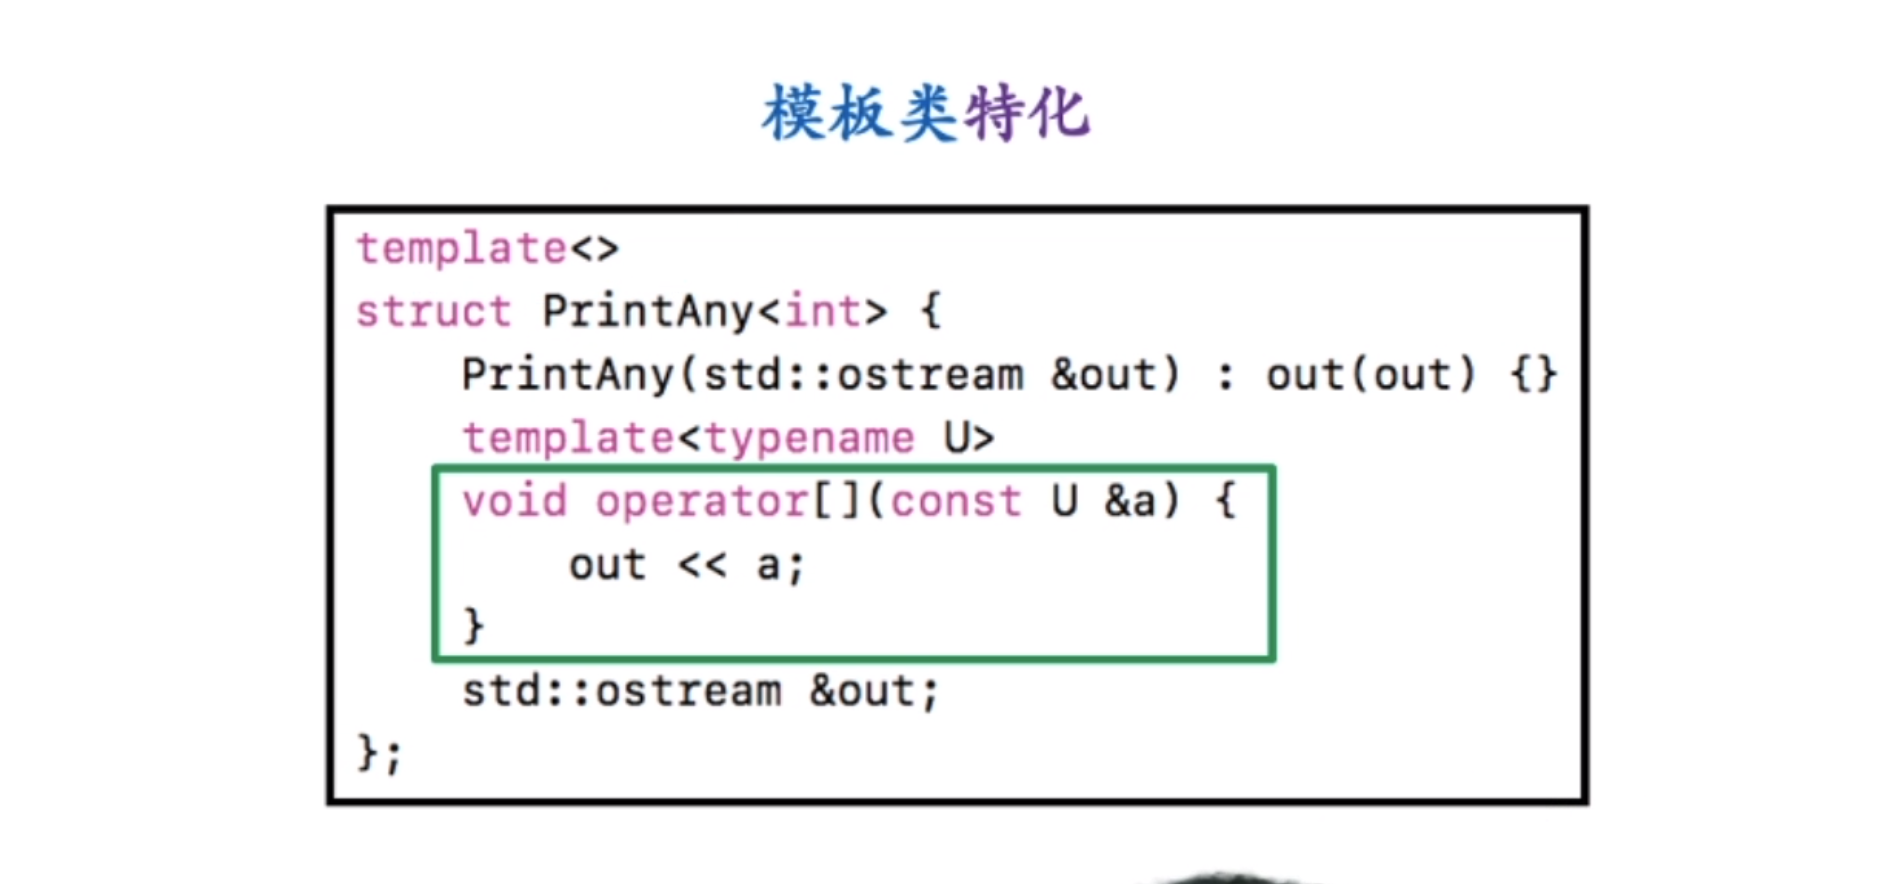 模板类特化
template<>
struct PrintAny<int> {
    PrintAny(std::ostream &out) : out(out) {}
    template<typename U>
    void operator[](const U &a) {
        out << a;
    }
    std::ostream &out;
};